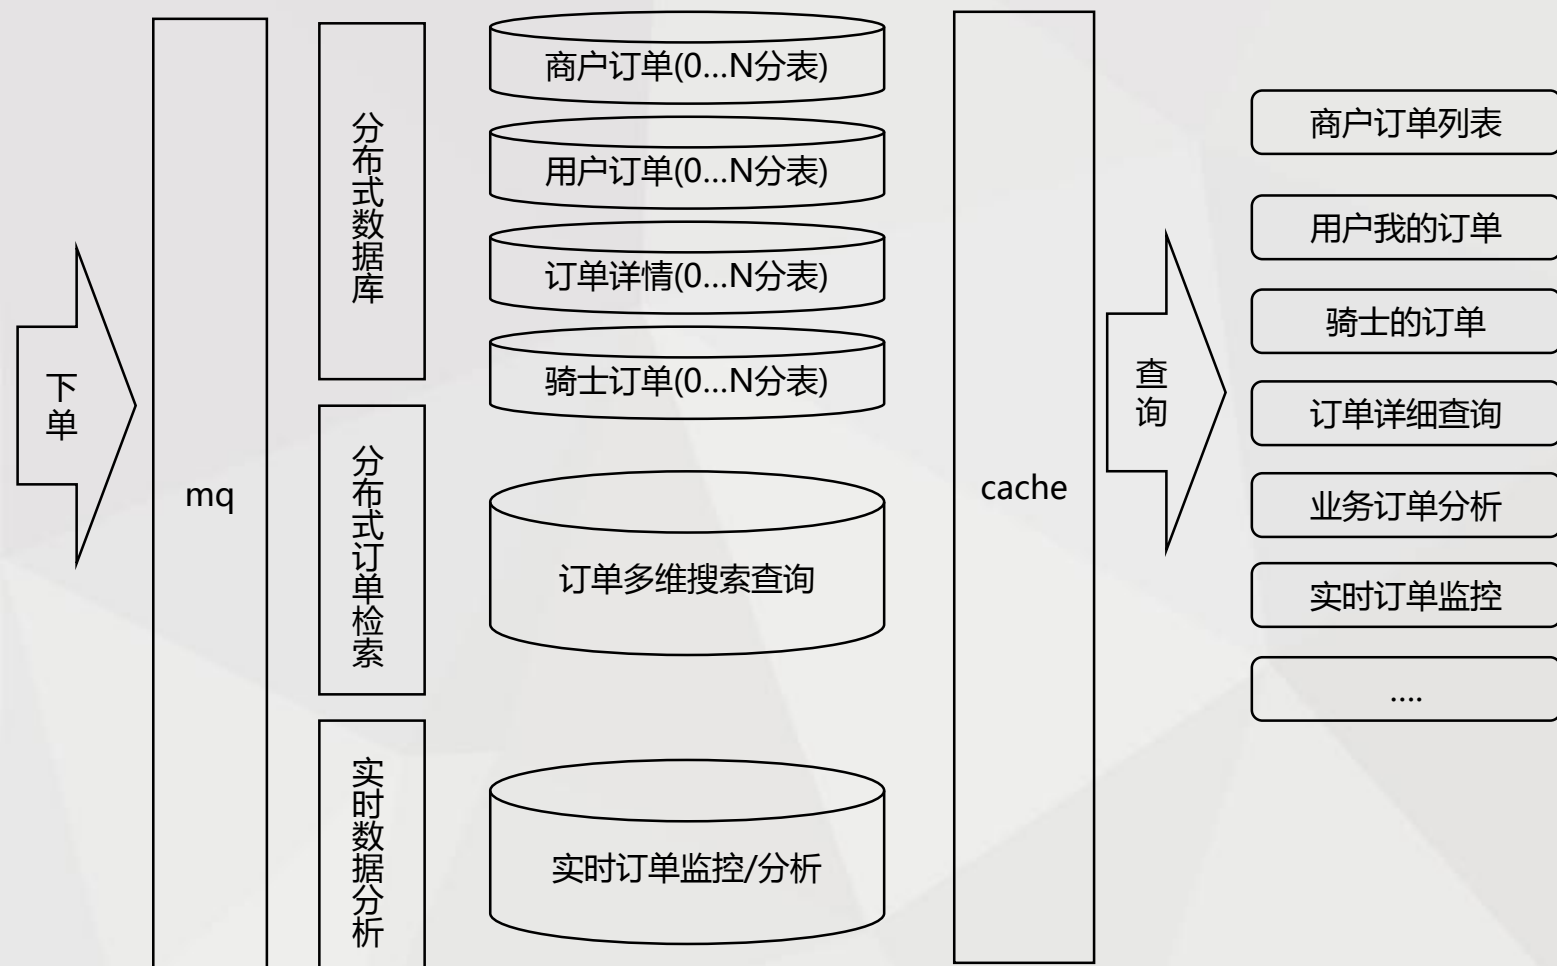 下单
mq
分布式数据库
分布式订单检索
实时数据分析
商户订单(0...N分表)
用户订单(0...N分表)
订单详情(0...N分表)
骑士订单(0...N分表)
订单多维搜索查询
实时订单监控/分析
cache
查询
商户订单列表
用户我的订单
骑士的订单
订单详细查询
业务订单分析
实时订单监控
....